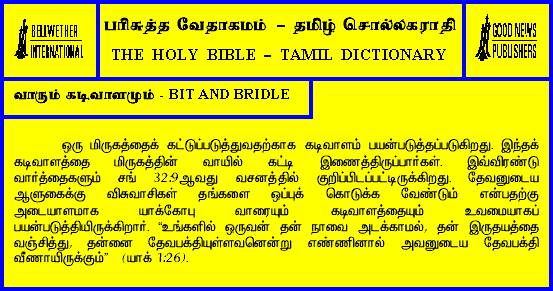 BELLWETHER
INTERNATIONAL
பரிசுத்த வேதாகமம் – தமிழ் சொல்லகராதி
THE HOLY BIBLE – TAMIL DICTIONARY
GOOD NEWS
PUBLISHERS
வாரும் கடிவாளமும் - BIT AND BRIDLE
ஒரு மிருகத்தைக் கட்டுப்படுத்துவதற்காக கடிவாளம் பயன்படுத்தப்படுகிறது. இந்தக்
கடிவாளத்தை மிருகத்தின் வாயில் கட்டி இணைத்திருப்பார்கள். இவ்விரண்டு
வார்த்தைகளும் சங் 32:9ஆவது வசனத்தில் குறிப்பிடப்பட்டிருக்கிறது. தேவனுடைய
ஆளுகைக்கு விசுவாசிகள் தங்களை ஒப்புக் கொடுக்க வேண்டும் என்பதற்கு
அடையாளமாக யாக்கோபு வாரையும் கடிவாளத்தையும் உவமையாகப்
பயன்படுத்தியிருக்கிறார். “உங்களில் ஒருவன் தன் நாவை அடக்காமல், தன் இருதயத்தை
வஞ்சித்து, தன்னை தேவபக்தியுள்ளவனென்று எண்ணினால் அவனுடைய தேவபக்தி
வீணாயிருக்கும்” (யாக் 1:26).